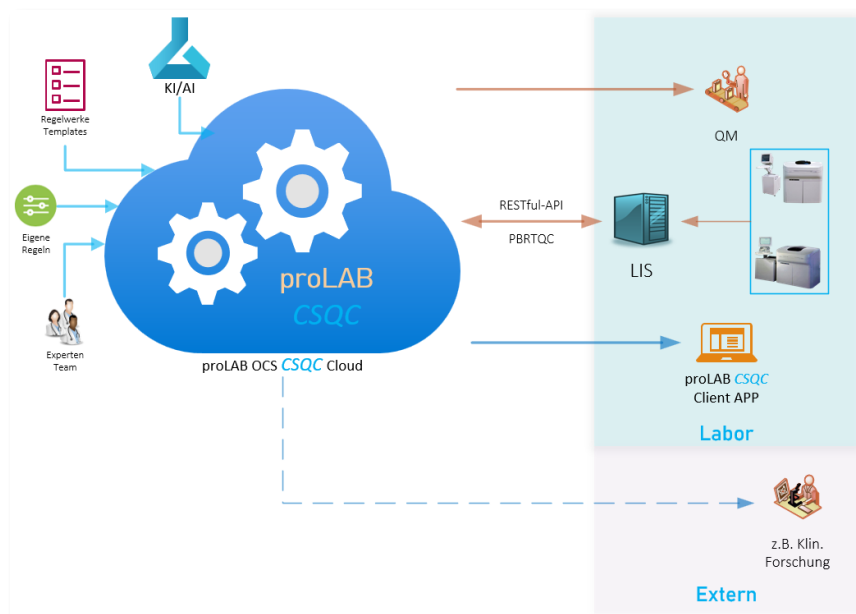 KI/AI
Regelwerke
Templates
QM
Eigene
Regeln
RESTful-API
PBRTQC
LIS
proLAB
CSQC
Experten
Team
proLAB OCS CSQC Cloud
proLAB CSQC
Client APP
Labor
z.B. Klin.
Forschung
Extern